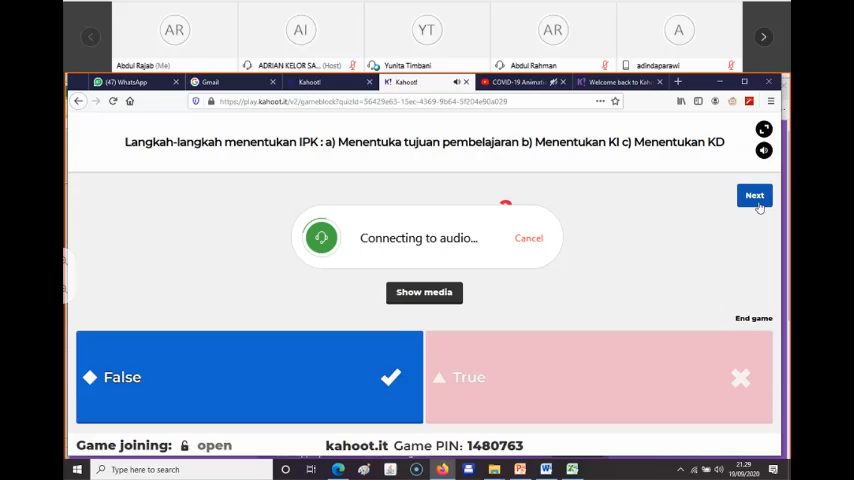 AR
AI
YT
AR
A
Abdul Rajab (Me)
ADRIAN KELOR SA... (Host)
Yunita Timbani
Abdul Rahman
adindaparawi
(47) WhatsApp
Gmail
Kahoot!
Kahoot!
COVID-19 Animatio
Welcome back to Kah
https://play.kahoot.it/v2/gameblock?quizId=56429e63-15ec-4369-9b64-5f204e90a029
Langkah-langkah menentukan IPK : a) Menentuka tujuan pembelajaran b) Menentukan KI c) Menentukan KD
Next
Connecting to audio...
Cancel
Show media
End game
False
True
Game joining: open
kahoot.it Game PIN: 1480763
Type here to search
21.29
19/09/2020